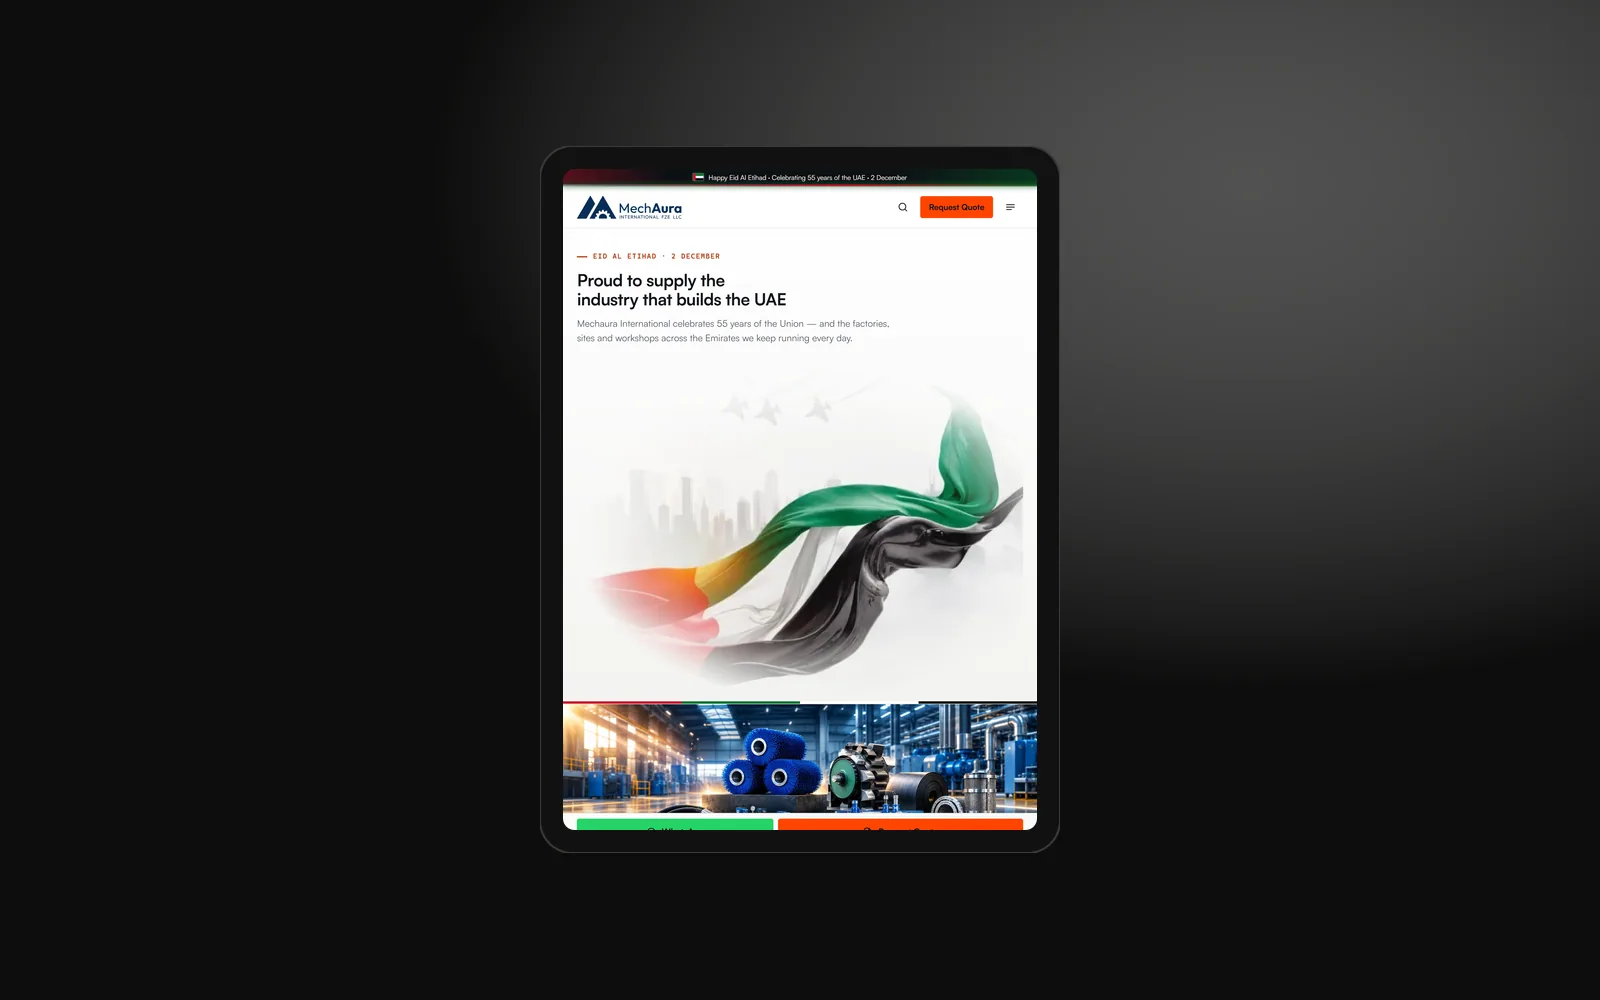 Happy Eid Al Etihad · Celebrating 55 years of the UAE · 2 December
MechAura
INTERNATIONAL FZE LLC
Request Quote
EID AL ETIHAD · 2 DECEMBER
Proud to supply the
industry that builds the UAE
Mechaura International celebrates 55 years of the Union — and the factories,
sites and workshops across the Emirates we keep running every day.